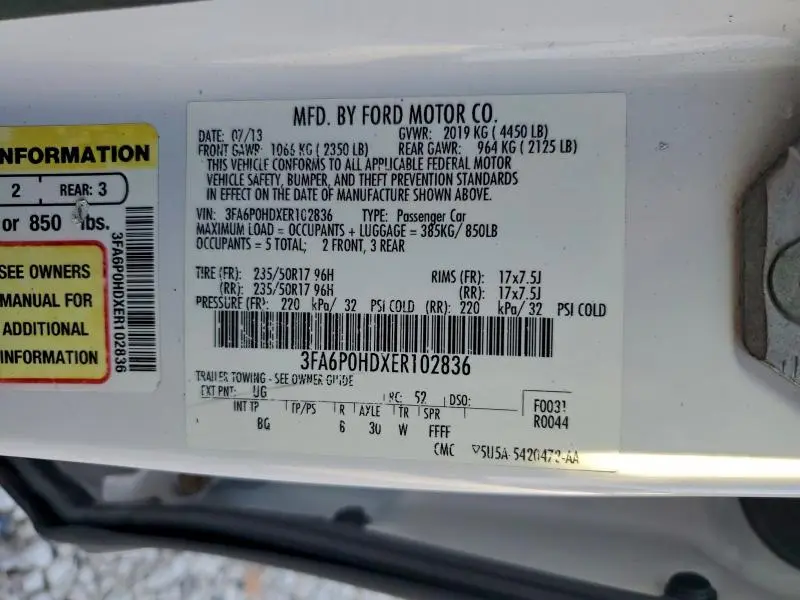 NFORMATION
2 REAR: 3
or 850 lbs.
SEE OWNERS
MANUAL FOR
ADDITIONAL
INFORMATION
3FA6P0HDXER102836
MFD. BY FORD MOTOR CO.
DATE: 07/13 GVWR: 2019 KG ( 4450 LB)
FRONT GAWR: 1066 KG ( 2350 LB) REAR GAWR: 964 KG ( 2125 LB)
THIS VEHICLE CONFORMS TO ALL APPLICABLE FEDERAL MOTOR
VEHICLE SAFETY, BUMPER, AND THEFT PREVENTION STANDARDS
IN EFFECT ON THE DATE OF MANUFACTURE SHOWN ABOVE.
VIN: 3FA6P0HDXER102836 TYPE: Passenger Car
MAXIMUM LOAD = OCCUPANTS + LUGGAGE = 385KG/ 850LB
OCCUPANTS = 5 TOTAL; 2 FRONT, 3 REAR
TIRE (FR): 235/50R17 96H RIMS (FR): 17x7.5J
(RR): 235/50R17 96H (RR): 17x7.5J
PRESSURE (FR): 220 kPa/ 32 PSI COLD (RR): 220 kPa/ 32 PSI COLD
3FA6P0HDXER102836
TRAILER TOWING - SEE OWNER GUIDE
EXT PNT: UG RC: 52 DSO:
INT TR TP/PS R AXLE TR SPR
BG 6 30 W FFFF
F0031
R0044
CMC